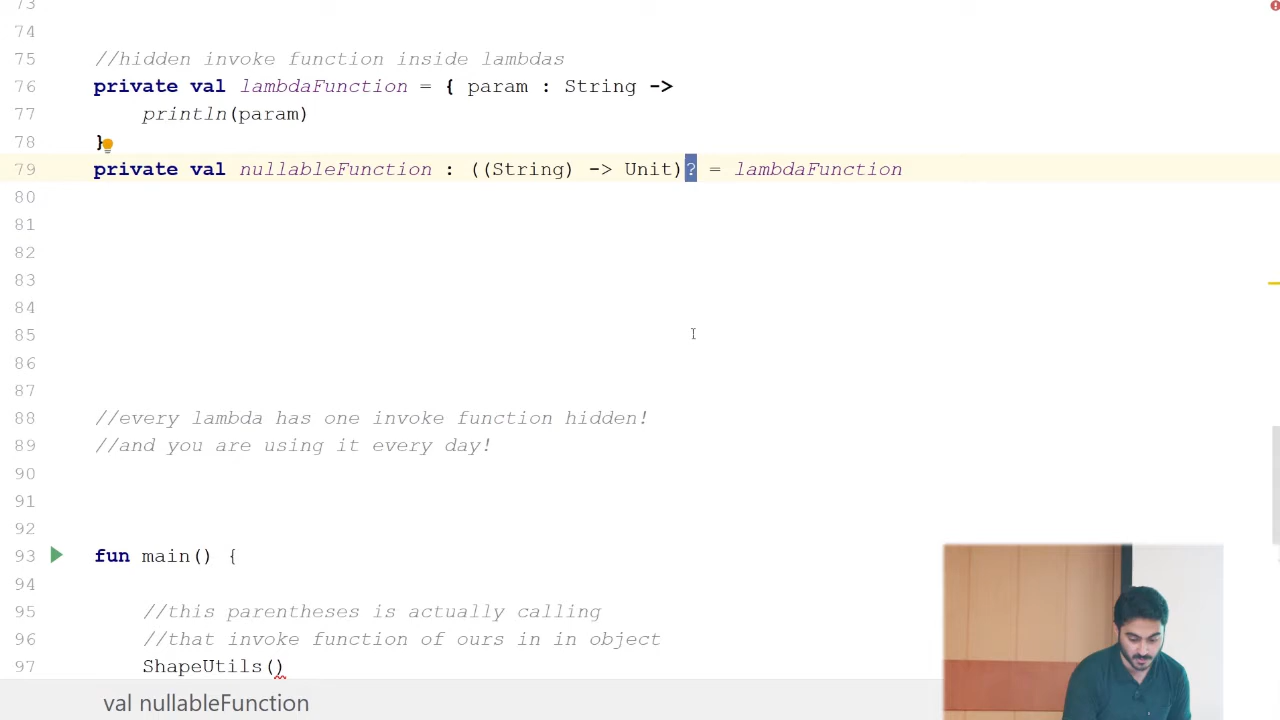 73
74
75 //hidden invoke function inside lambdas
76 private val lambdaFunction = { param : String ->
77 println(param)
78 }
79 private val nullableFunction : ((String) -> Unit)? = lambdaFunction
80
81
82
83
84
85
86
87
88 //every lambda has one invoke function hidden!
89 //and you are using it every day!
90
91
92
93 fun main() {
94
95 //this parentheses is actually calling
96 //that invoke function of ours in in object
97 ShapeUtils()
val nullableFunction